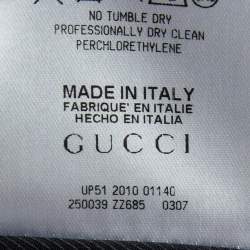 NO TUMBLE DRY
PROFESSIONALLY DRY CLEAN
PERCHLORETHYLENE
MADE IN ITALY
FABRIQUE' EN ITALIE
HECHO EN ITALIA
GUCCI
UP51 2010 01140
250039 ZZ685 0307